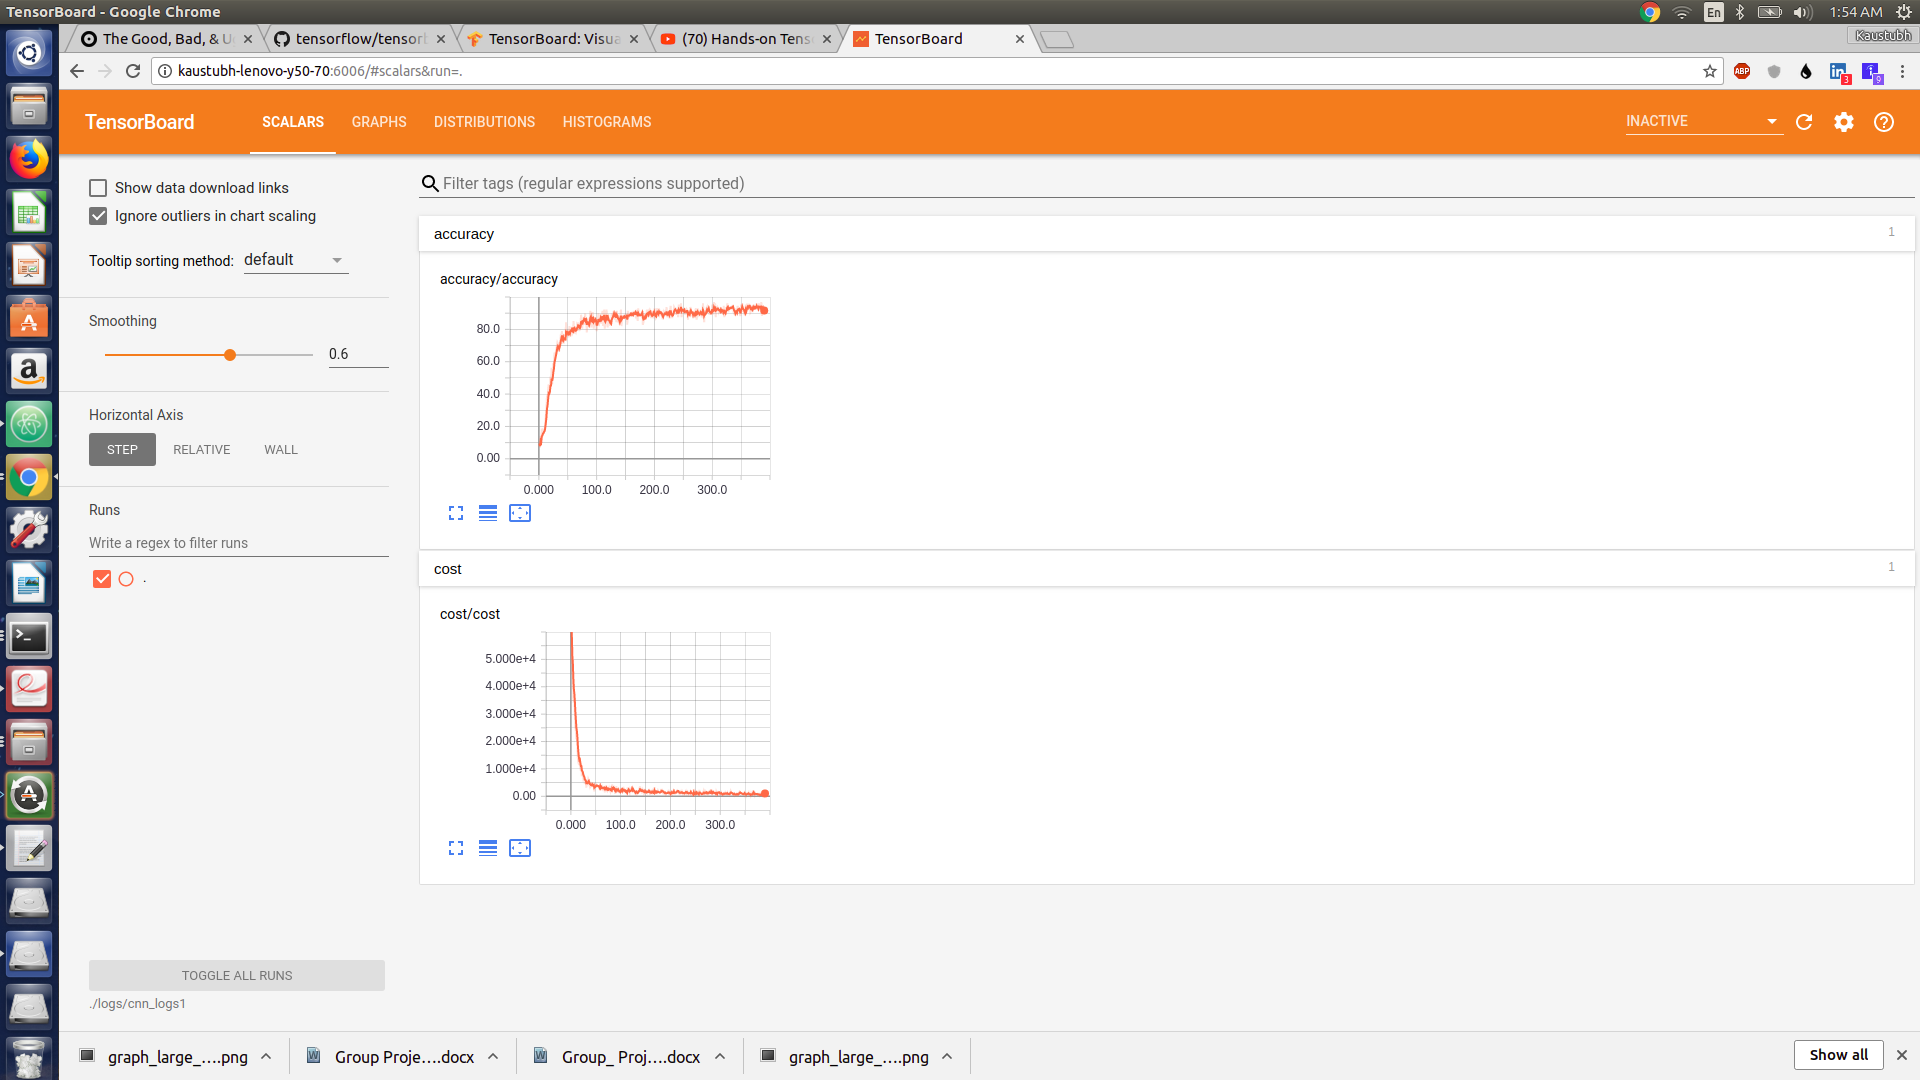 TensorBoard - Google Chrome
En
1:54 AM
The Good, Bad, & U
tensorflow/tensorb
TensorBoard: Visua
(70) Hands-on Tens
TensorBoard
Kaustubh
kaustubh-lenovo-y50-70:6006/#scalars&run=.
ABP
in
3
9
TensorBoard
SCALARS
GRAPHS
DISTRIBUTIONS
HISTOGRAMS
INACTIVE
Show data download links
Ignore outliers in chart scaling
Tooltip sorting method: default
Smoothing
0.6
Horizontal Axis
STEP
RELATIVE
WALL
Runs
Write a regex to filter runs
.
TOGGLE ALL RUNS
./logs/cnn_logs1
Filter tags (regular expressions supported)
accuracy
1
accuracy/accuracy
80.0
60.0
40.0
20.0
0.00
0.000 100.0 200.0 300.0
cost
1
cost/cost
5.000e+4
4.000e+4
3.000e+4
2.000e+4
1.000e+4
0.00
0.000 100.0 200.0 300.0
graph_large_....png
Group Proje....docx
Group_ Proj....docx
graph_large_....png
Show all